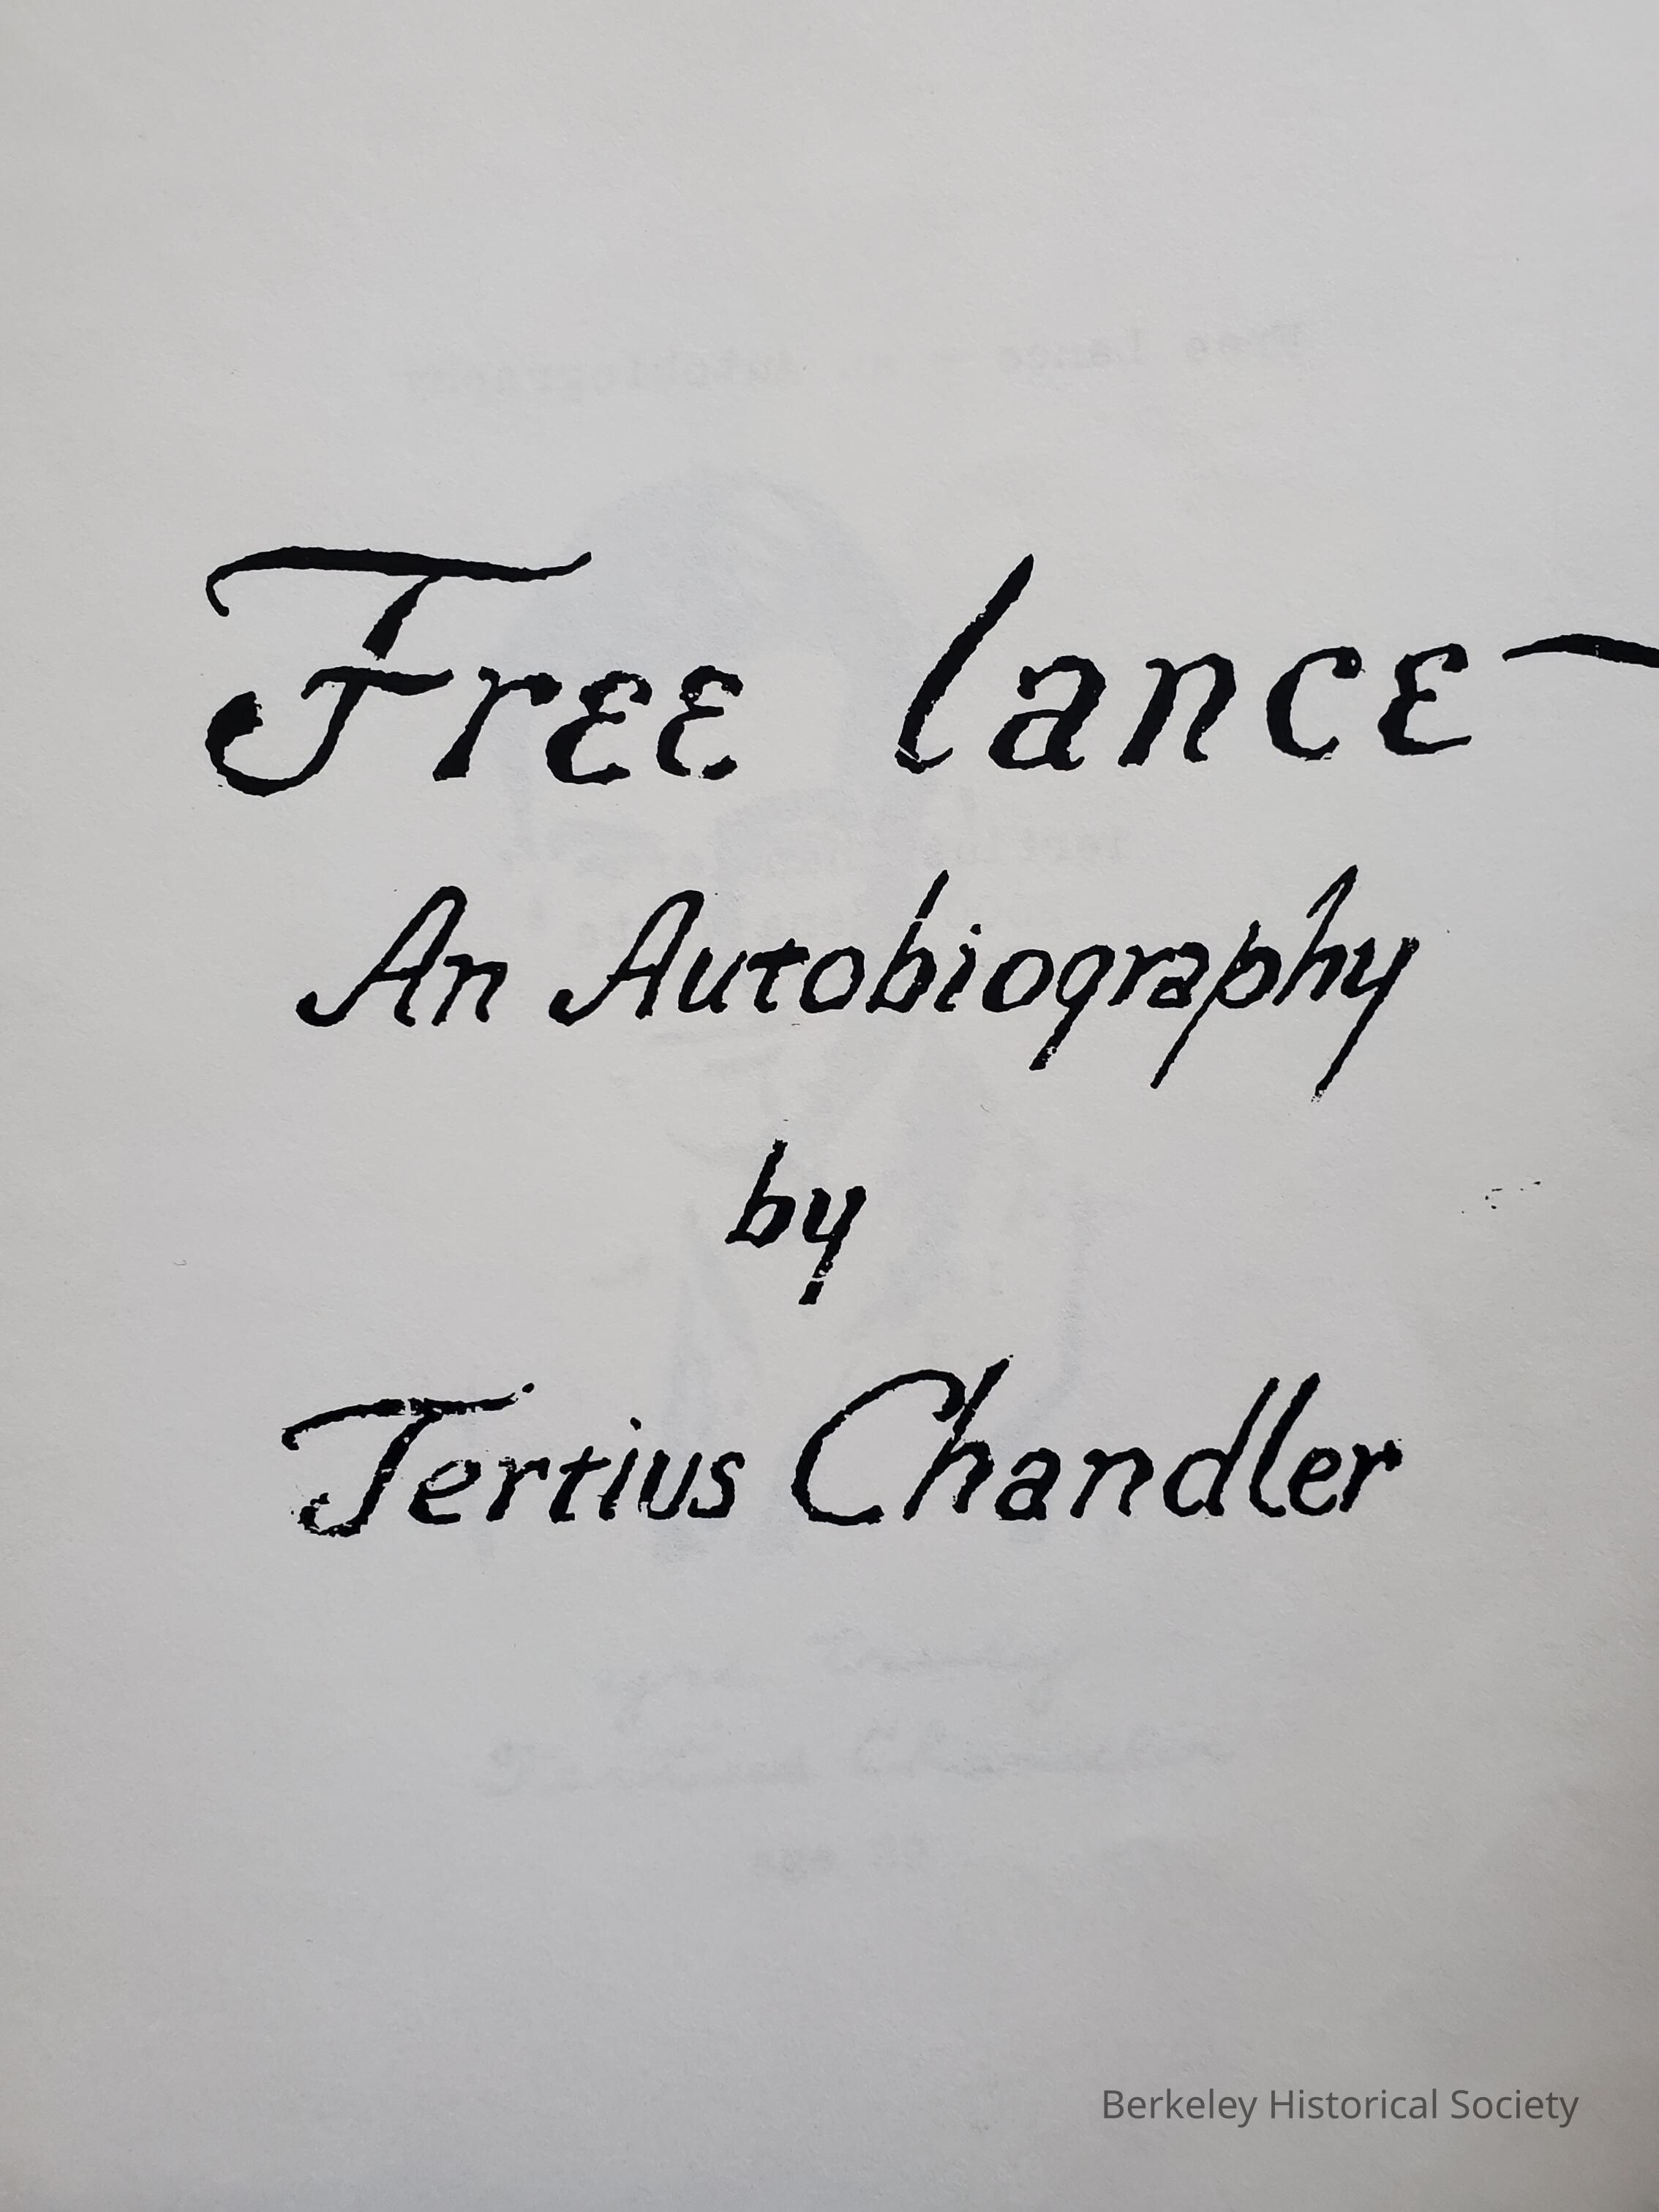 Free lance
An Autobiography
by
Tertius Chandler
Berkeley Historical Society